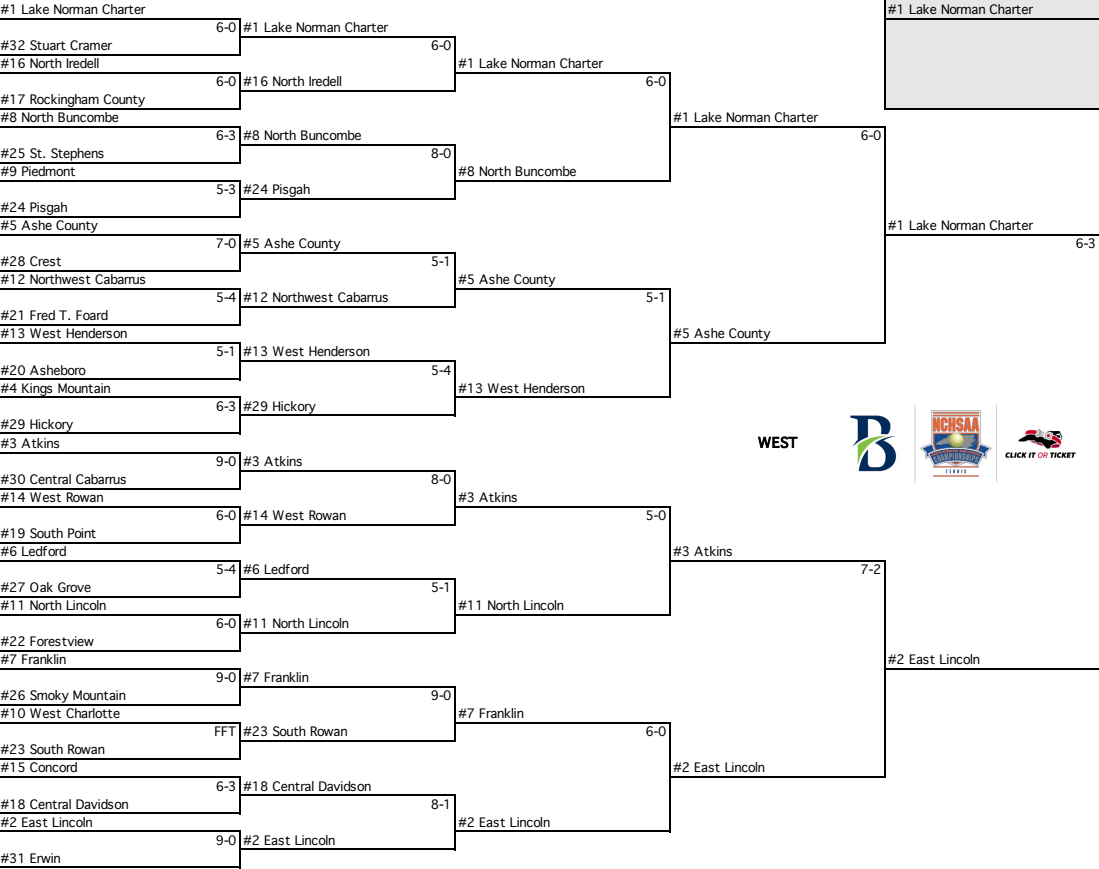 #1 Lake Norman Charter
#1 Lake Norman Charter
6-0 #1 Lake Norman Charter
#32 Stuart Cramer
6-0
#16 North Iredell
#1 Lake Norman Charter
6-0 #16 North Iredell
6-0
#17 Rockingham County
#8 North Buncombe
#1 Lake Norman Charter
6-3 #8 North Buncombe
6-0
#25 St. Stephens
8-0
#9 Piedmont
#8 North Buncombe
5-3 #24 Pisgah
#24 Pisgah
#5 Ashe County
#1 Lake Norman Charter
7-0 #5 Ashe County
6-3
#28 Crest
5-1
#12 Northwest Cabarrus
#5 Ashe County
5-4 #12 Northwest Cabarrus
5-1
#21 Fred T. Foard
#13 West Henderson
#5 Ashe County
5-1 #13 West Henderson
#20 Asheboro
5-4
#4 Kings Mountain
#13 West Henderson
6-3 #29 Hickory
#29 Hickory
#3 Atkins
WEST
B
NCHSAA
CHAMPIONSHIPS
TENNIS
CLICK IT OR TICKET
9-0 #3 Atkins
#30 Central Cabarrus
8-0
#14 West Rowan
#3 Atkins
6-0 #14 West Rowan
5-0
#19 South Point
#6 Ledford
#3 Atkins
5-4 #6 Ledford
7-2
#27 Oak Grove
5-1
#11 North Lincoln
#11 North Lincoln
6-0 #11 North Lincoln
#22 Forestview
#7 Franklin
#2 East Lincoln
9-0 #7 Franklin
#26 Smoky Mountain
9-0
#10 West Charlotte
#7 Franklin
FFT #23 South Rowan
6-0
#23 South Rowan
#15 Concord
#2 East Lincoln
6-3 #18 Central Davidson
#18 Central Davidson
8-1
#2 East Lincoln
#2 East Lincoln
9-0 #2 East Lincoln
#31 Erwin